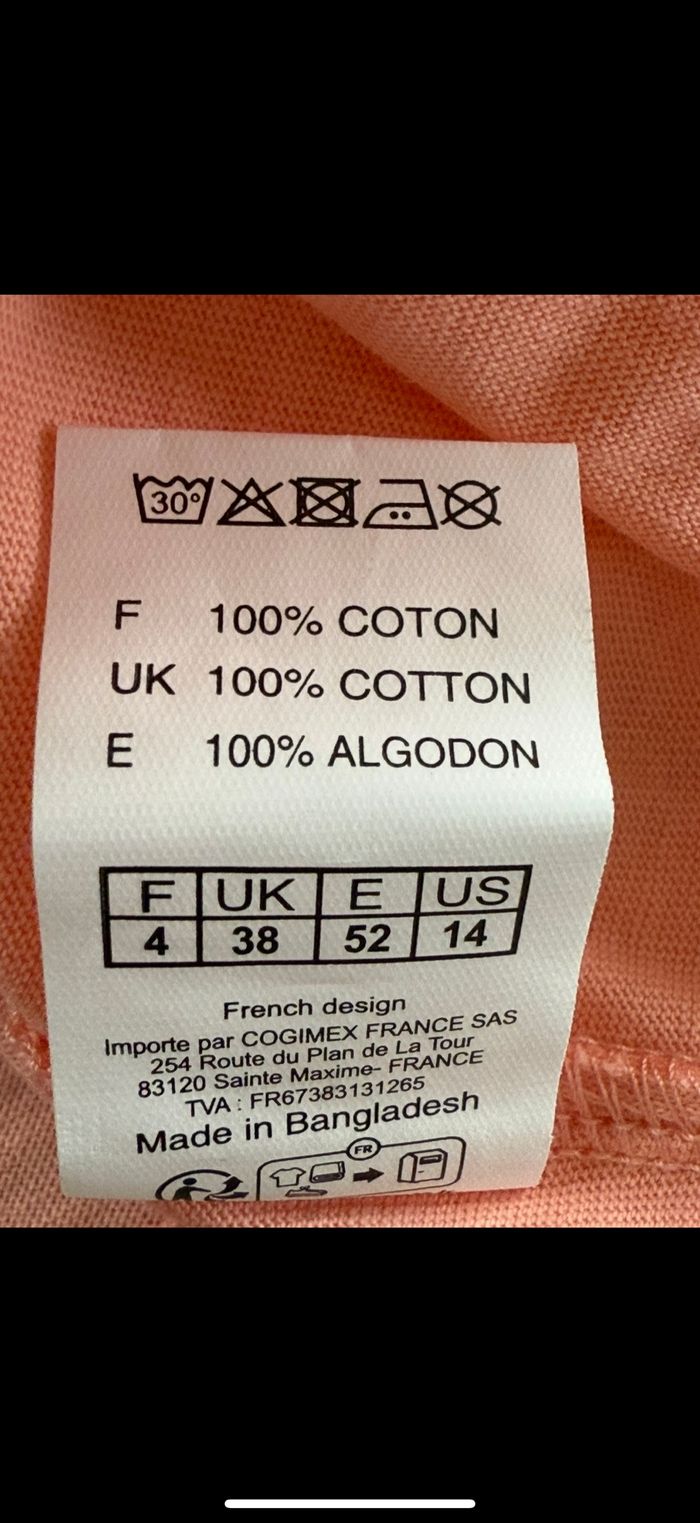 30°
F 100% COTON
UK 100% COTTON
E 100% ALGODON
F UK E US
4 38 52 14
French design
Importe par COGIMEX FRANCE SAS
254 Route du Plan de La Tour
83120 Sainte Maxime- FRANCE
TVA : FR67383131265
Made in Bangladesh
FR